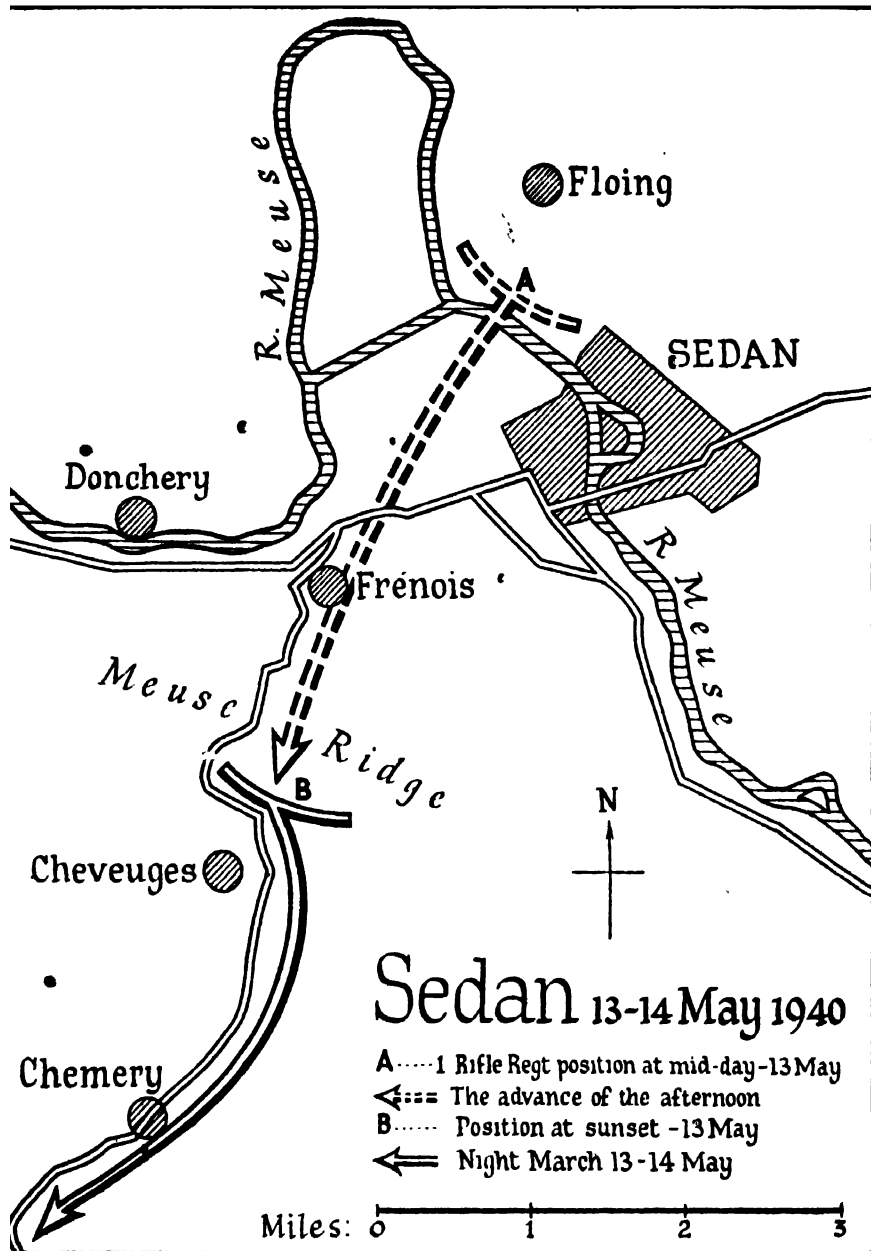 R. Meuse
Floing
A
SEDAN
Donchery
R Meuse
Frénois
Meuse
Ridge
B
N
Cheveuges
Chemery
Sedan 13-14 May 1940
A ..... 1 Rifle Regt position at mid-day -13 May
The advance of the afternoon
B ...... Position at sunset -13 May
Night March 13-14 May
Miles: 0 1 2 3